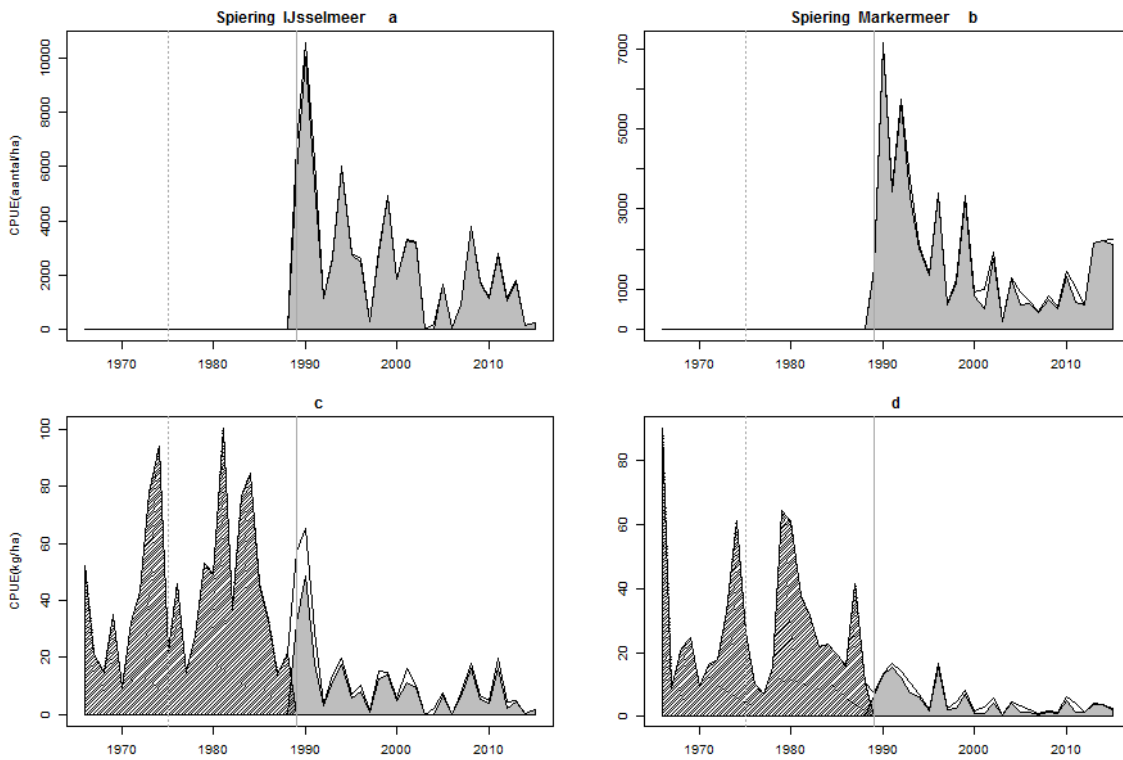 Spiering IJsselmeer a
CPUE(aantal/ha)
0 2000 4000 6000 8000 10000
1970 1980 1990 2000 2010
Spiering Markermeer b
0 1000 3000 5000 7000
1970 1980 1990 2000 2010
c
CPUE(kg/ha)
0 20 40 60 80 100
1970 1980 1990 2000 2010
d
0 20 40 60 80
1970 1980 1990 2000 2010